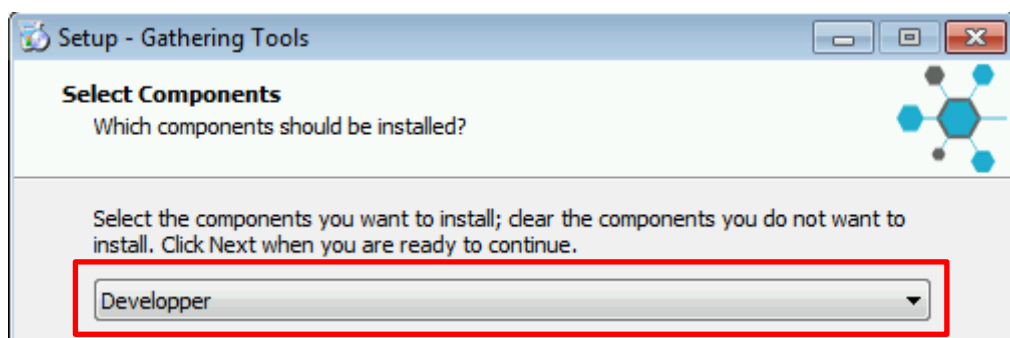 Setup - Gathering Tools
Select Components
Which components should be installed?
Select the components you want to install; clear the components you do not want to
install. Click Next when you are ready to continue.
Developper